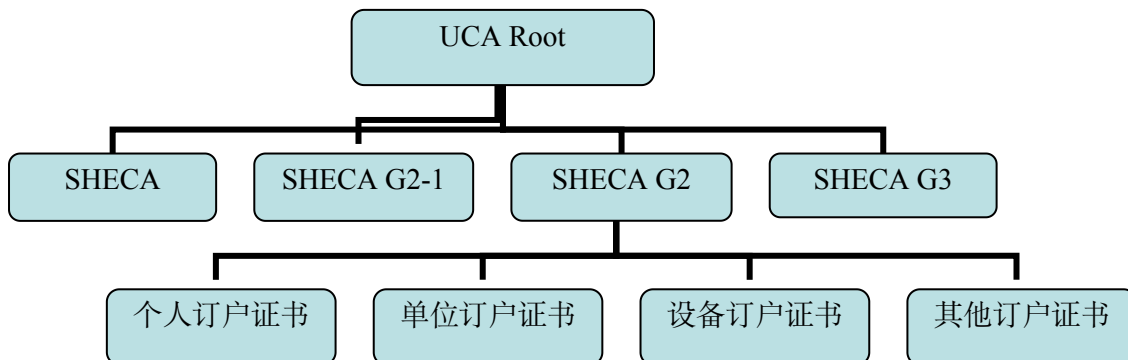 UCA Root
SHECA
SHECA G2-1
SHECA G2
SHECA G3
个人订户证书
单位订户证书
设备订户证书
其他订户证书